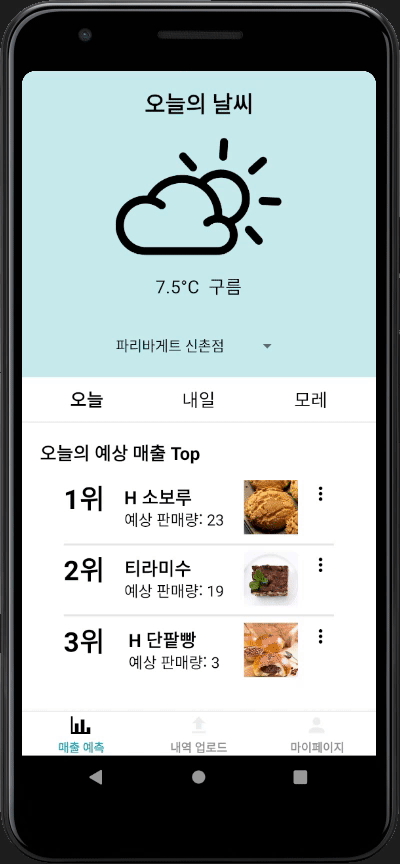 오늘의 날씨
7.5°C 구름
파리바게트 신촌점
오늘 내일 모레
오늘의 예상 매출 Top
1위 H 소보루
예상 판매량: 23
2위 티라미수
예상 판매량: 19
3위 H 단팥빵
예상 판매량: 3
매출 예측 내역 업로드 마이페이지